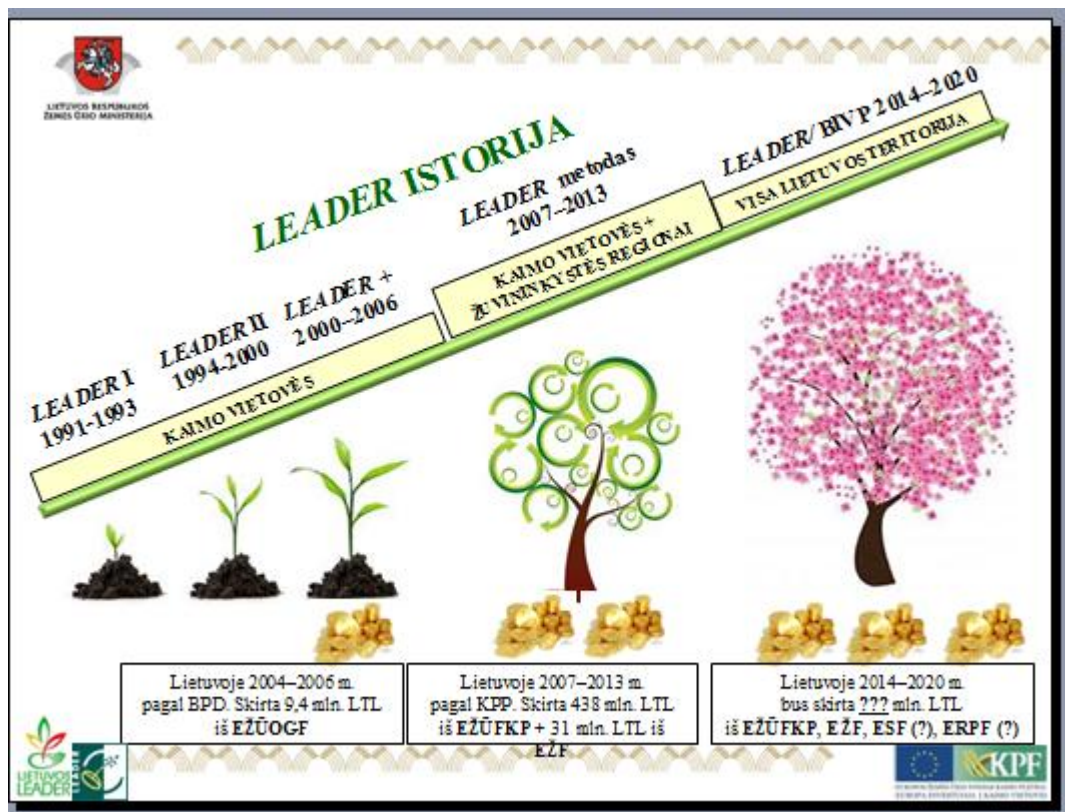 LIETUVOS RESPUBLIKOS
ŽEMĖS ŪKIO MINISTERIJA
LEADER ISTORIJA
LEADER I
1991-1993
LEADER II
1994-2000
LEADER +
2000–2006
LEADER metodas
2007–2013
LEADER/ BIVP 2014–2020
KAIMO VIETOVĖS
KAIMO VIETOVĖS +
ŽUVININKYSTĖS REGIONAI
VISA LIETUVOS TERITORIJA
Lietuvoje 2004–2006 m.
pagal BPD. Skirta 9,4 mln. LTL
iš EŽŪOGF
Lietuvoje 2007–2013 m.
pagal KPP. Skirta 438 mln. LTL
iš EŽŪFKP + 31 mln. LTL iš
EŽF
Lietuvoje 2014–2020 m.
bus skirta ??? mln. LTL
iš EŽŪFKP, EŽF, ESF (?), ERPF (?)
LIETUVOS
LEADER
LEADER
KPF